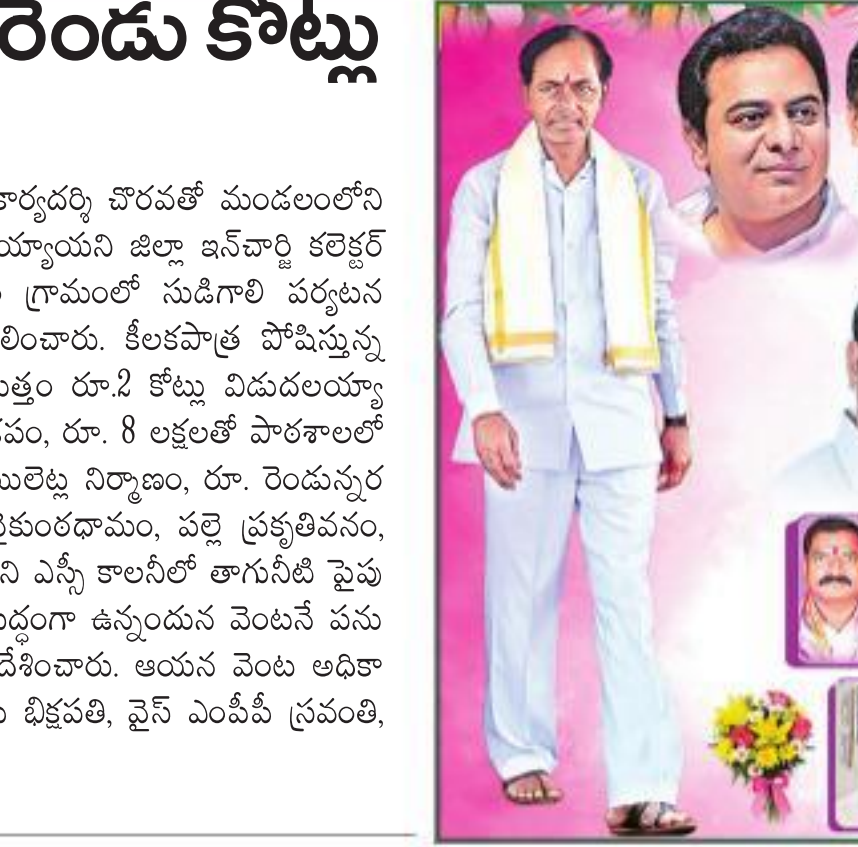 రెండు కోట్లు
కార్యదర్శి చొరవతో మండలంలోని
య్యాయని జిల్లా ఇన్‌చార్జి కలెక్టర్
గ్రామంలో సుడిగాలి పర్యటన
లించారు. కీలకపాత్ర పోషిస్తున్న
రూ.2 కోట్లు విడుదలయ్యా
రూ. 8 లక్షలతో పాఠశాలలో
నిర్మాణం, రూ. రెండున్నర
వైకుంఠధామం, పల్లె ప్రకృతివనం,
ని ఎస్సీ కాలనీలో తాగునీటి పైపు
ఉన్నందున వెంటనే పను
దేశించారు. ఆయన వెంట అధికా
భిక్షపతి, వైస్ ఎంపీపీ స్రవంతి,